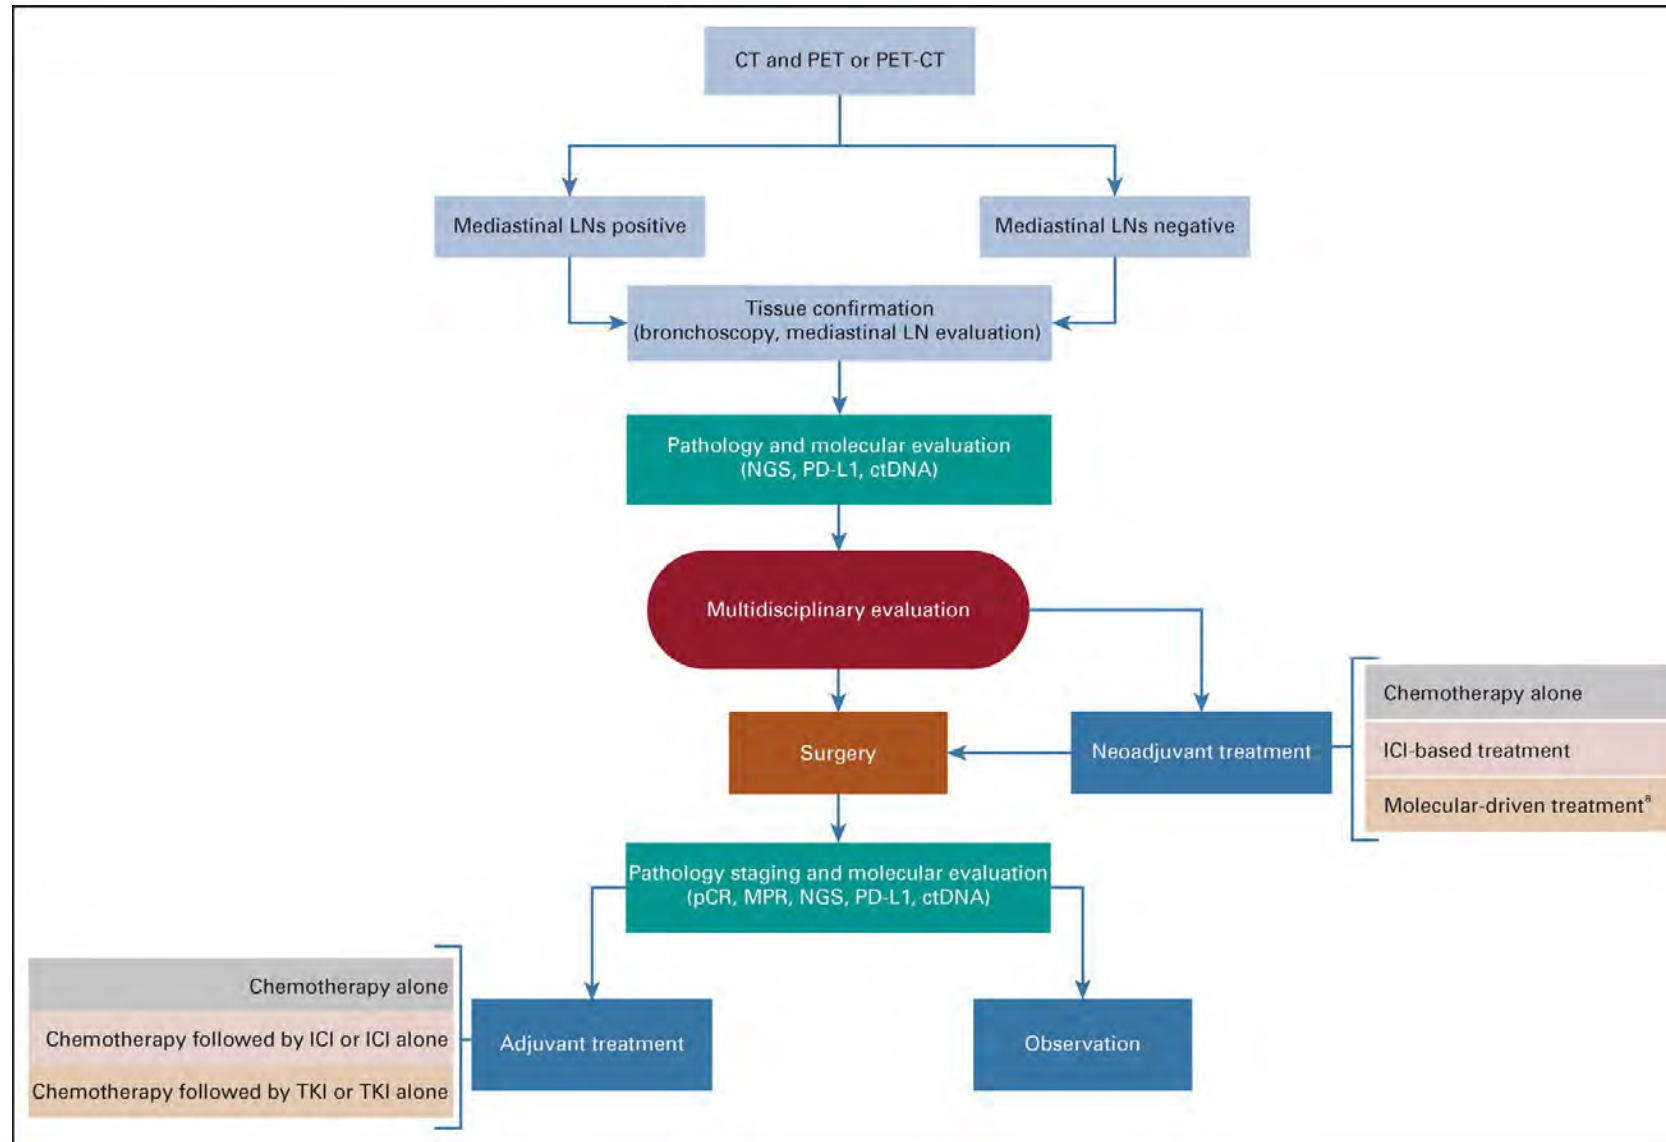 CT and PET or PET-CT
Mediastinal LNs positive
Mediastinal LNs negative
Tissue confirmation
(bronchoscopy, mediastinal LN evaluation)
Pathology and molecular evaluation
(NGS, PD-L1, ctDNA)
Multidisciplinary evaluation
Surgery
Neoadjuvant treatment
Chemotherapy alone
ICI-based treatment
Molecular-driven treatmentª
Pathology staging and molecular evaluation
(pCR, MPR, NGS, PD-L1, ctDNA)
Chemotherapy alone
Chemotherapy followed by ICI or ICI alone
Chemotherapy followed by TKI or TKI alone
Adjuvant treatment
Observation